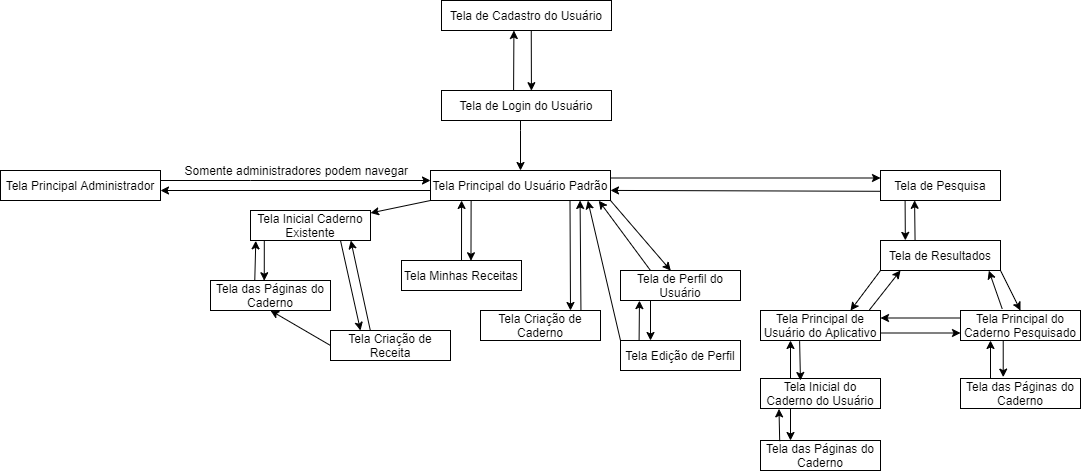 Tela de Cadastro do Usuário
Tela de Login do Usuário
Somente administradores podem navegar
Tela Principal Administrador
Tela Principal do Usuário Padrão
Tela de Pesquisa
Tela Inicial Caderno
Existente
Tela Minhas Receitas
Tela de Resultados
Tela das Páginas do
Caderno
Tela de Perfil do
Usuário
Tela Criação de
Caderno
Tela Principal de
Usuário do Aplicativo
Tela Principal do
Caderno Pesquisado
Tela Criação de
Receita
Tela Edição de Perfil
Tela Inicial do
Caderno do Usuário
Tela das Páginas do
Caderno
Tela das Páginas do
Caderno